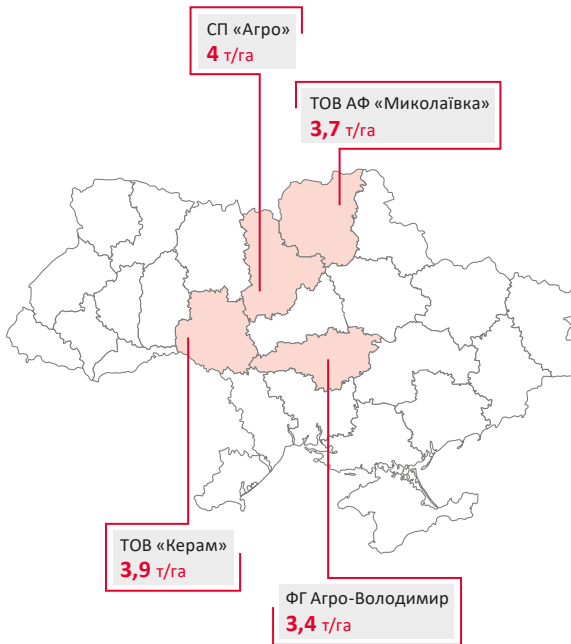 СП «Агро»
4 т/га
ТОВ АФ «Миколаївка»
3,7 т/га
ТОВ «Керам»
3,9 т/га
ФГ Агро-Володимир
3,4 т/га